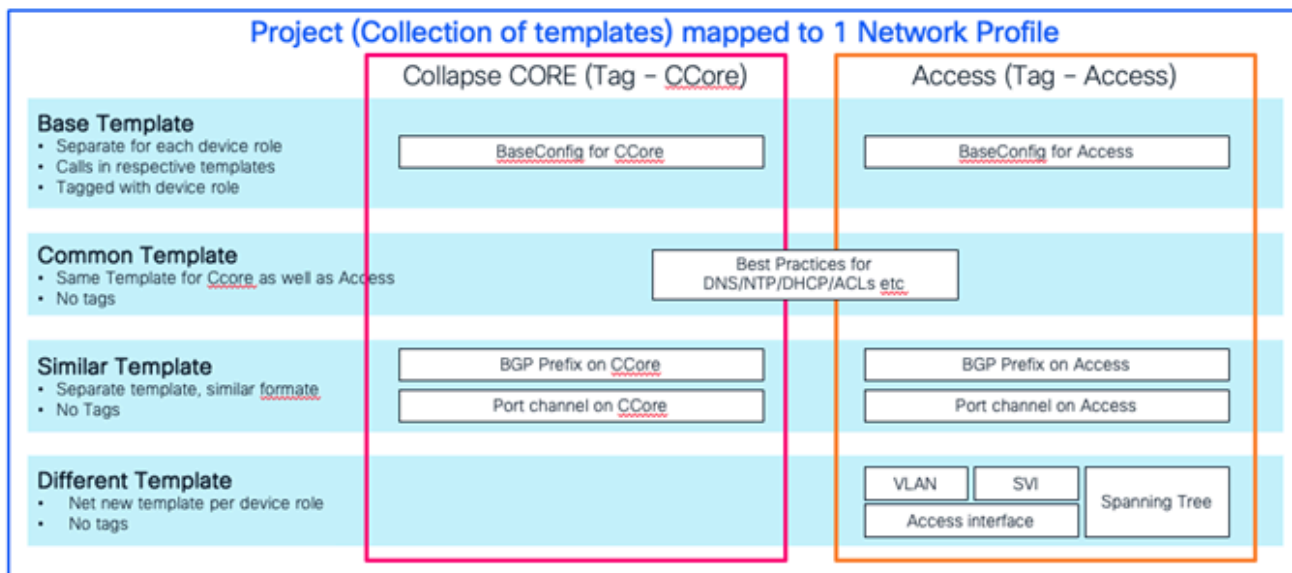 Project (Collection of templates) mapped to 1 Network Profile
Collapse CORE (Tag - CCore)
Access (Tag - Access)
Base Template
• Separate for each device role
• Calls in respective templates
• Tagged with device role
BaseConfig for CCore
BaseConfig for Access
Common Template
• Same Template for Ccore as well as Access
• No tags
Best Practices for
DNS/NTP/DHCP/ACLs etc
Similar Template
• Separate template, similar formate
• No Tags
BGP Prefix on CCore
Port channel on CCore
BGP Prefix on Access
Port channel on Access
Different Template
• Net new template per device role
• No tags
VLAN
SVI
Access interface
Spanning Tree